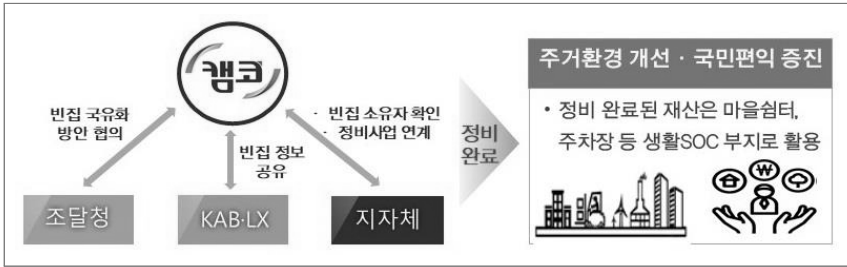 캠코
빈집 국유화
방안 협의
빈집 정보
공유
· 빈집 소유자 확인
· 정비사업 연계
조달청
KAB·LX
지자체
정비
완료
주거환경 개선 · 국민편익 증진
• 정비 완료된 재산은 마을쉼터,
주차장 등 생활SOC 부지로 활용
₩